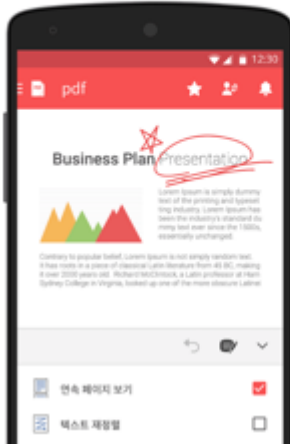 12:30
pdf
Business Plan Presentation
Lorem Ipsum is simply dummy
text of the printing and typeset
ting industry. Lorem Ipsum has
been the industry's standard du
mmy text ever since the 1500s,
essentially unchanged.
Contrary to popular belief, Lorem Ipsum is not simply random text.
It has roots in a piece of classical Latin literature from 45 BC, making
it over 2000 years old. Richard McClintock, a Latin professor at Ham
Sydney College in Virginia, looked up one of the more obscure Latine
연속 페이지 보기
텍스트 재정렬